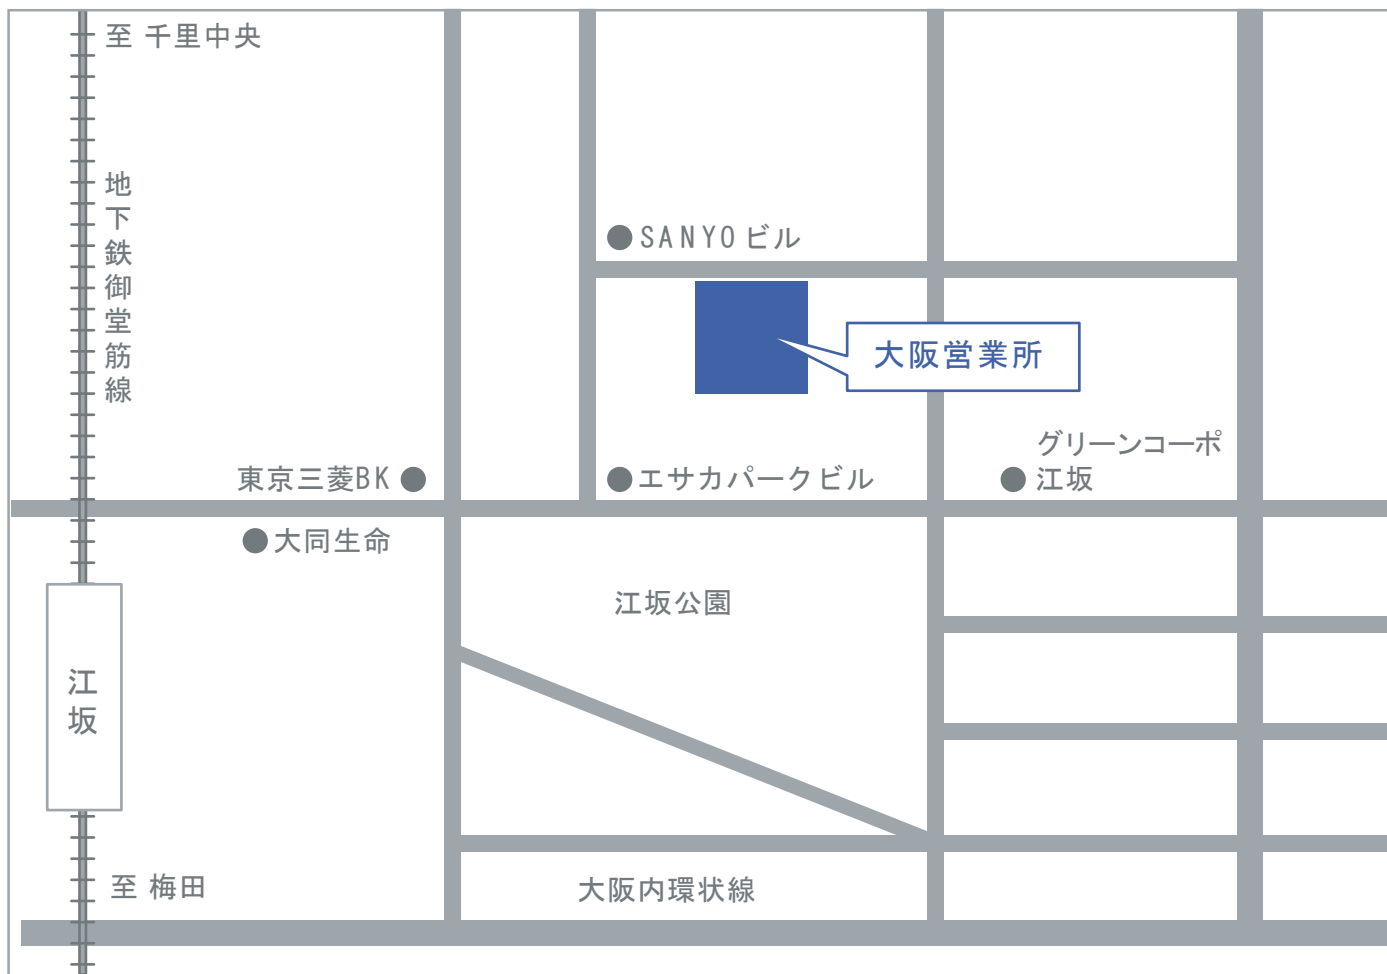 至 千里中央
地下鉄御堂筋線
SANYO ビル
大阪営業所
グリーンコーポ
江坂
東京三菱BK
エサカパークビル
大同生命
江坂公園
江坂
至 梅田
大阪内環状線